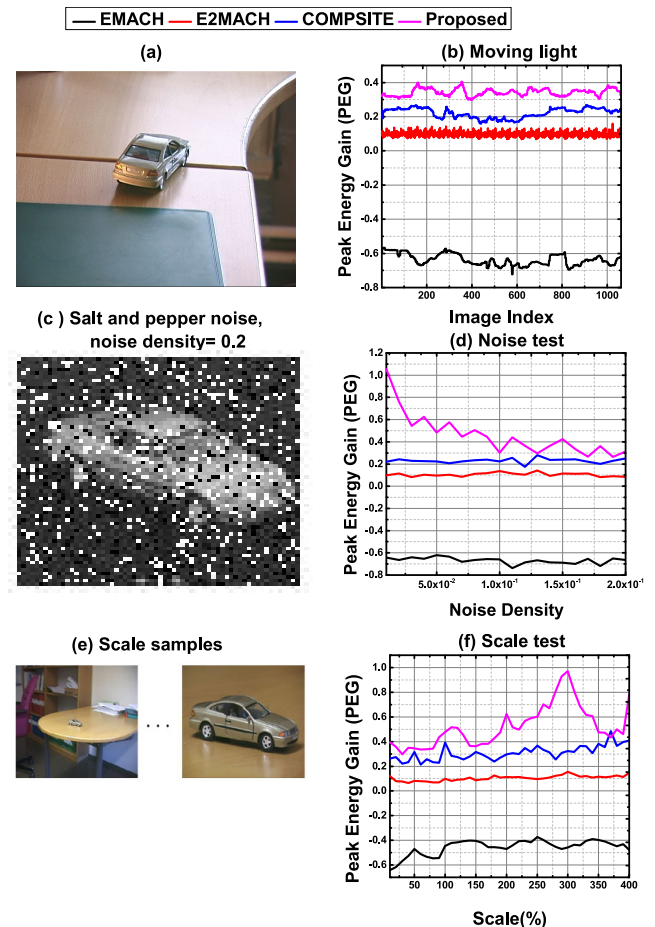 EMACH E2MACH COMPSITE Proposed
(a)
(b) Moving light
Peak Energy Gain (PEG)
0.4
0.2
0.0
-0.2
-0.4
-0.6
-0.8
200 400 600 800 1000
Image Index
(c ) Salt and pepper noise,
noise density= 0.2
(d) Noise test
Peak Energy Gain (PEG)
1.2
1.0
0.8
0.6
0.4
0.2
0.0
-0.2
-0.4
-0.6
-0.8
5.0x10⁻² 1.0x10⁻¹ 1.5x10⁻¹ 2.0x10⁻¹
Noise Density
(e) Scale samples
. . .
(f) Scale test
Peak Energy Gain (PEG)
1.0
0.8
0.6
0.4
0.2
0.0
-0.2
-0.4
-0.6
50 100 150 200 250 300 350 400
Scale(%)